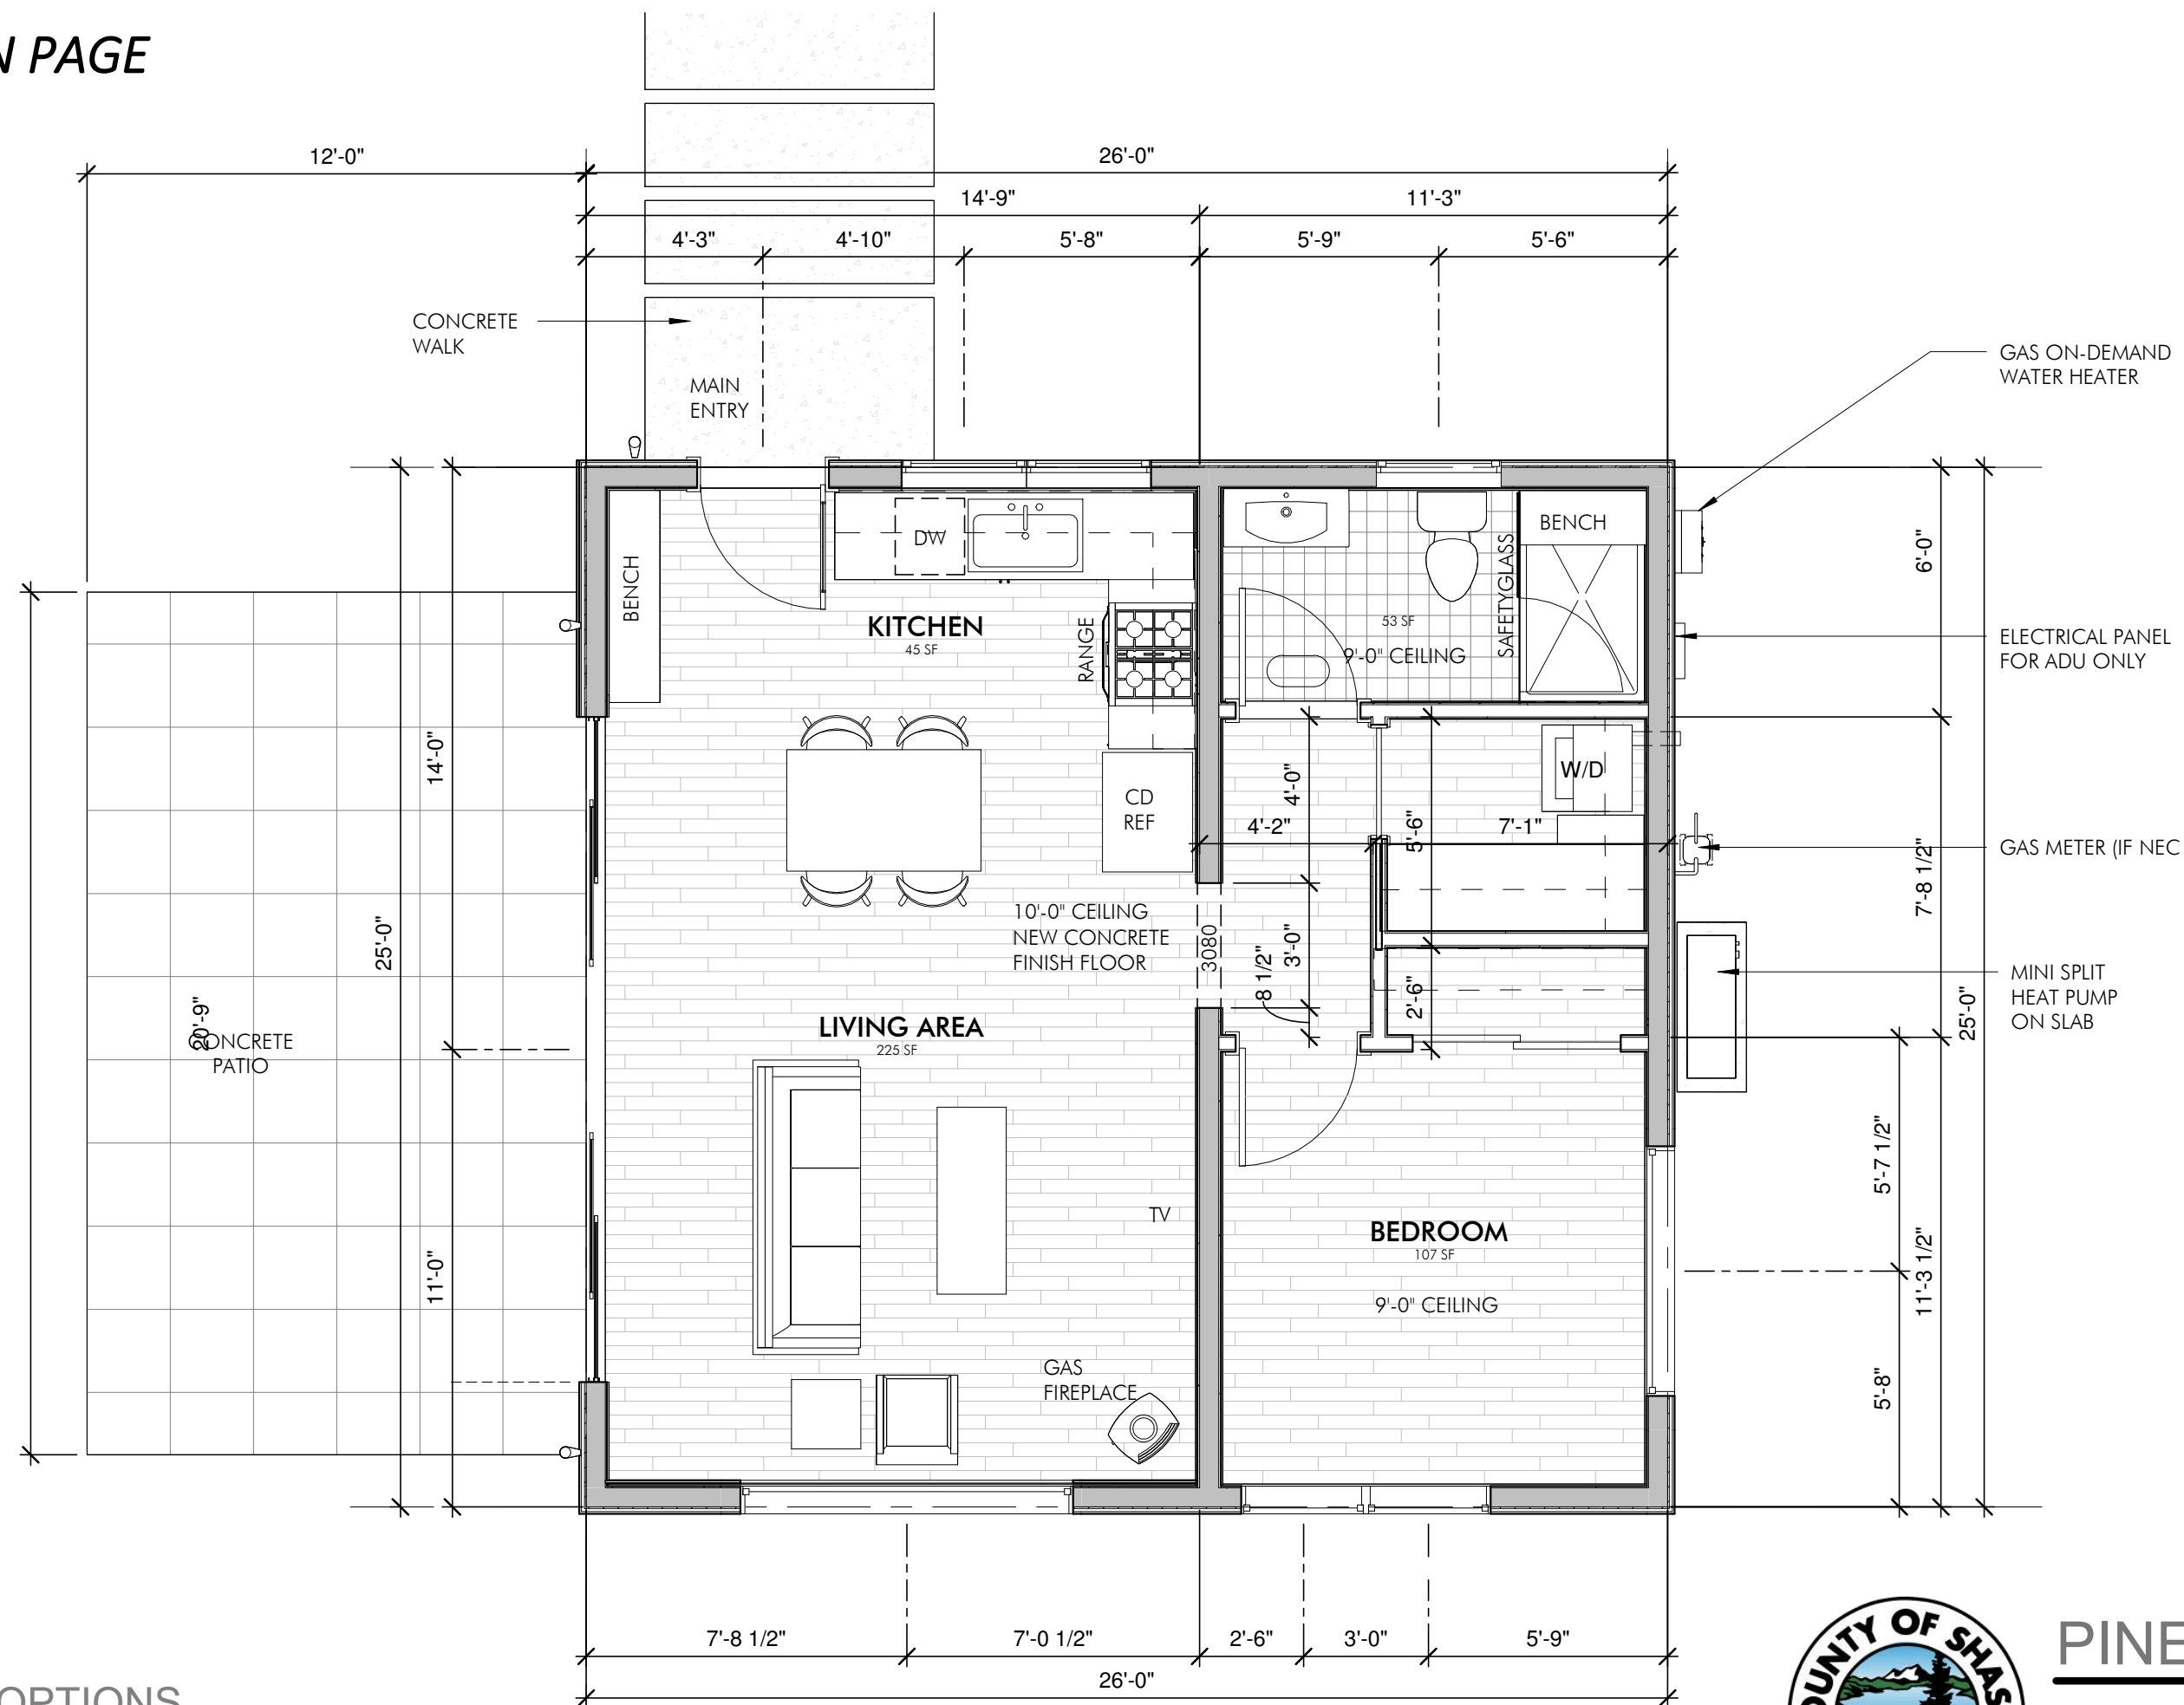 N PAGE
12'-0"
26'-0"
14'-9"
11'-3"
4'-3"
4'-10"
5'-8"
5'-9"
5'-6"
CONCRETE
WALK
MAIN
ENTRY
GAS ON-DEMAND
WATER HEATER
BENCH
DW
BENCH
SAFETYGLASS
6'-0"
KITCHEN
45 SF
RANGE
53 SF
9'-0" CEILING
ELECTRICAL PANEL
FOR ADU ONLY
14'-0"
4'-0"
W/D
CD
REF
4'-2"
5'-6"
7'-1"
GAS METER (IF NEC
7'-8 1/2"
25'-0"
10'-0" CEILING
NEW CONCRETE
FINISH FLOOR
3080
8 1/2"
3'-0"
2'-6"
MINI SPLIT
HEAT PUMP
ON SLAB
25'-0"
20'-9"
CONCRETE
PATIO
LIVING AREA
225 SF
5'-7 1/2"
TV
BEDROOM
107 SF
11'-0"
9'-0" CEILING
11'-3 1/2"
GAS
FIREPLACE
5'-8"
7'-8 1/2"
7'-0 1/2"
2'-6"
3'-0"
5'-9"
26'-0"
OUNTY OF SHAS
PINE
OPTIONS